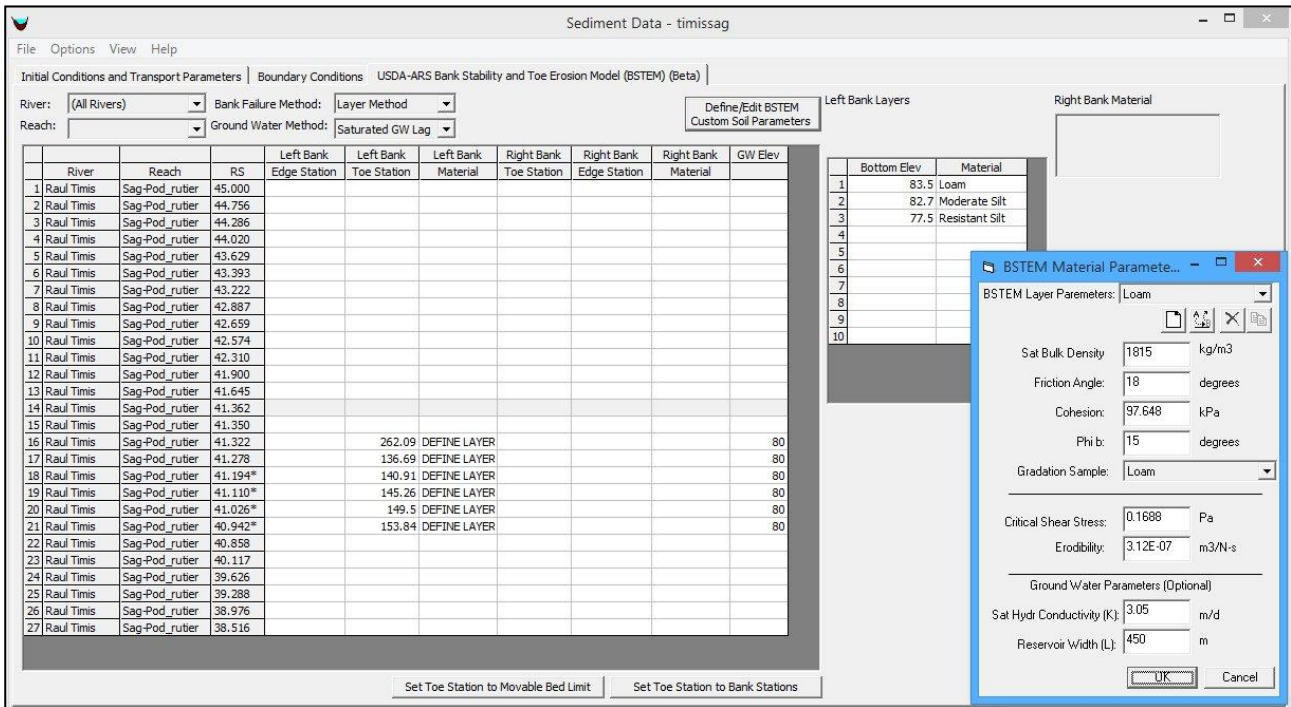 Sediment Data - timissag
File Options View Help
Initial Conditions and Transport Parameters Boundary Conditions USDA-ARS Bank Stability and Toe Erosion Model (BSTEM) (Beta)
River: (All Rivers) Bank Failure Method: Layer Method
Reach: Ground Water Method: Saturated GW Lag
Define/Edit BSTEM
Custom Soil Parameters
Left Bank Left Bank Left Bank Right Bank Right Bank Right Bank GW Elev
River Reach RS Edge Station Toe Station Material Toe Station Edge Station Material
1 Raul Timis Sag-Pod_rutier 45.000
2 Raul Timis Sag-Pod_rutier 44.756
3 Raul Timis Sag-Pod_rutier 44.286
4 Raul Timis Sag-Pod_rutier 44.020
5 Raul Timis Sag-Pod_rutier 43.629
6 Raul Timis Sag-Pod_rutier 43.393
7 Raul Timis Sag-Pod_rutier 43.222
8 Raul Timis Sag-Pod_rutier 42.887
9 Raul Timis Sag-Pod_rutier 42.659
10 Raul Timis Sag-Pod_rutier 42.574
11 Raul Timis Sag-Pod_rutier 42.310
12 Raul Timis Sag-Pod_rutier 41.900
13 Raul Timis Sag-Pod_rutier 41.645
14 Raul Timis Sag-Pod_rutier 41.362
15 Raul Timis Sag-Pod_rutier 41.350
16 Raul Timis Sag-Pod_rutier 41.322 262.09 DEFINE LAYER 80
17 Raul Timis Sag-Pod_rutier 41.278 136.69 DEFINE LAYER 80
18 Raul Timis Sag-Pod_rutier 41.194* 140.91 DEFINE LAYER 80
19 Raul Timis Sag-Pod_rutier 41.110* 145.26 DEFINE LAYER 80
20 Raul Timis Sag-Pod_rutier 41.026* 149.5 DEFINE LAYER 80
21 Raul Timis Sag-Pod_rutier 40.942* 153.84 DEFINE LAYER 80
22 Raul Timis Sag-Pod_rutier 40.858
23 Raul Timis Sag-Pod_rutier 40.117
24 Raul Timis Sag-Pod_rutier 39.626
25 Raul Timis Sag-Pod_rutier 39.288
26 Raul Timis Sag-Pod_rutier 38.976
27 Raul Timis Sag-Pod_rutier 38.516
Set Toe Station to Movable Bed Limit Set Toe Station to Bank Stations
Left Bank Layers
Bottom Elev Material
1 83.5 Loam
2 82.7 Moderate Silt
3 77.5 Resistant Silt
4
5
6
7
8
9
10
Right Bank Material
BSTEM Material Paramete...
BSTEM Layer Paremeters: Loam
Sat Bulk Density 1815 kg/m3
Friction Angle: 18 degrees
Cohesion: 97.648 kPa
Phi b: 15 degrees
Gradation Sample: Loam
Critical Shear Stress: 0.1688 Pa
Erodibility: 3.12E-07 m3/N-s
Ground Water Parameters (Optional)
Sat Hydr Conductivity (K): 3.05 m/d
Reservoir Width (L): 450 m
OK Cancel